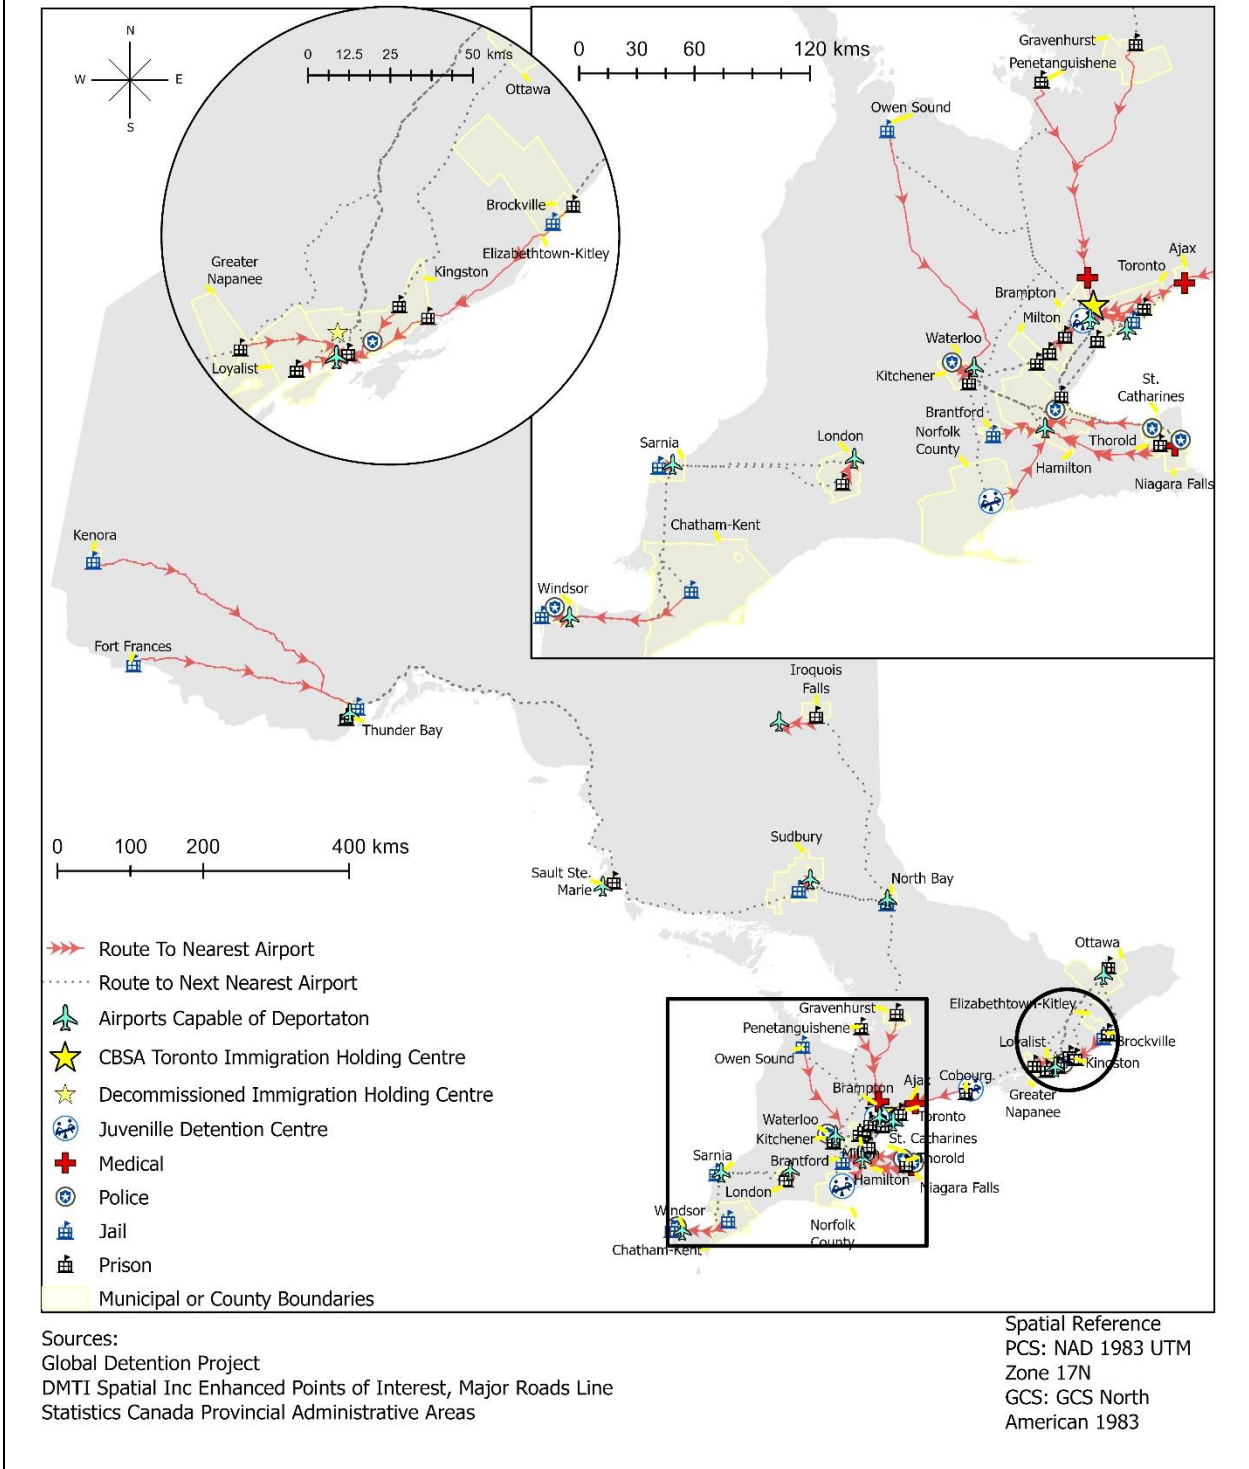 N
W
E
S
0 12.5 25 50 kms
Ottawa
Brockville
Elizabethtown-Kitley
Kingston
Greater
Napanee
Loyalist
0 30 60 120 kms
Gravenhurst
Penetanguishene
Owen Sound
Ajax
Toronto
Brampton
Milton
Waterloo
Kitchener
St.
Catharines
Brantford
Norfolk
County
Thorold
Hamilton
Niagara Falls
Sarnia
London
Chatham-Kent
Windsor
Kenora
Fort Frances
Thunder Bay
Iroquois
Falls
Sudbury
Sault Ste.
Marie
North Bay
Ottawa
Elizabethtown-Kitley
Loyalist
Brockville
Kingston
Greater
Napanee
Gravenhurst
Penetanguishene
Owen Sound
Cobourg
Brampton
Ajax
Toronto
Waterloo
Kitchener
St. Catharines
Milton
Thorold
Brantford
Hamilton
Niagara Falls
Sarnia
London
Windsor
Norfolk
County
Chatham-Kent
0 100 200 400 kms
Route To Nearest Airport
Route to Next Nearest Airport
Airports Capable of Deportaton
CBSA Toronto Immigration Holding Centre
Decommissioned Immigration Holding Centre
Juvenille Detention Centre
Medical
Police
Jail
Prison
Municipal or County Boundaries
Sources:
Global Detention Project
DMTI Spatial Inc Enhanced Points of Interest, Major Roads Line
Statistics Canada Provincial Administrative Areas
Spatial Reference
PCS: NAD 1983 UTM
Zone 17N
GCS: GCS North
American 1983